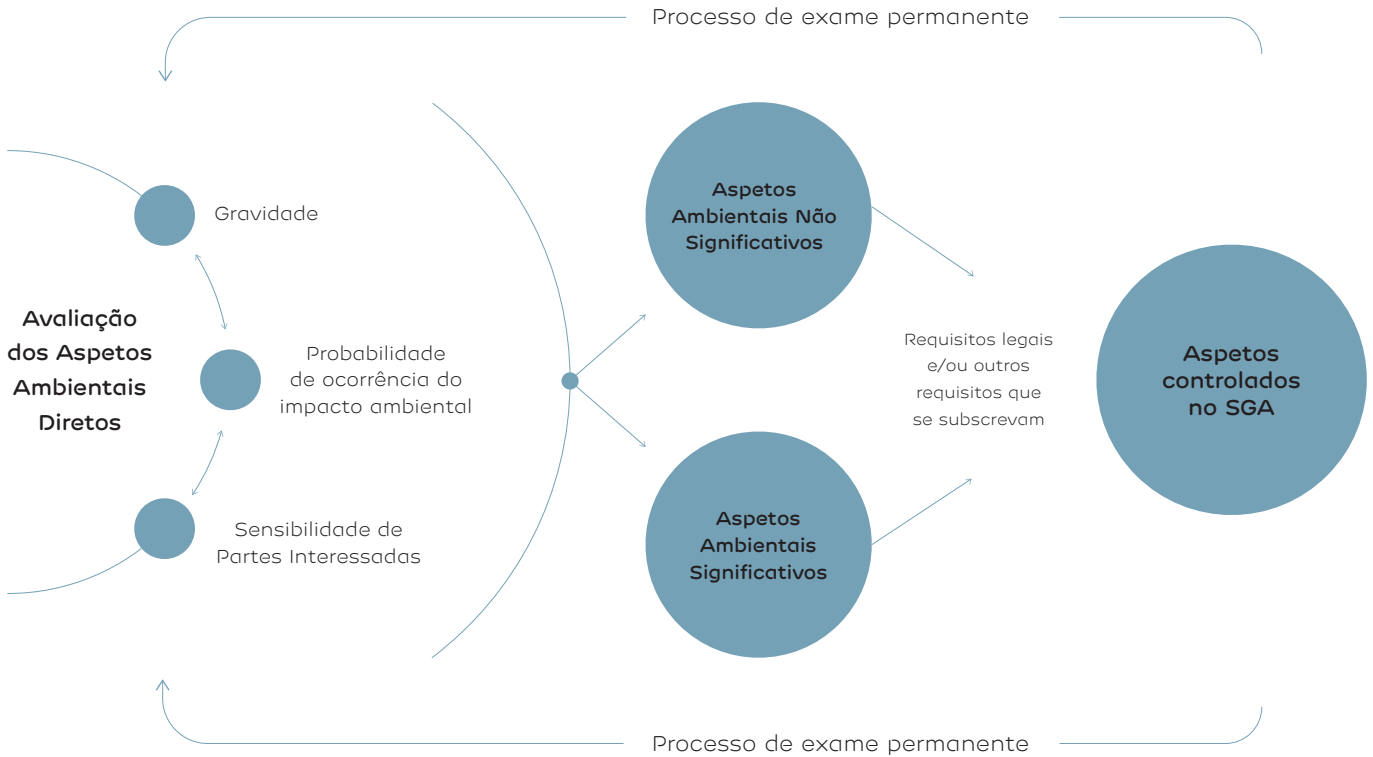 Processo de exame permanente
Avaliação
dos Aspetos
Ambientais
Diretos
Gravidade
Probabilidade
de ocorrência do
impacto ambiental
Sensibilidade de
Partes Interessadas
Aspetos
Ambientais Não
Significativos
Aspetos
Ambientais
Significativos
Requisitos legais
e/ou outros
requisitos que
se subscrevam
Aspetos
controlados
no SGA
Processo de exame permanente